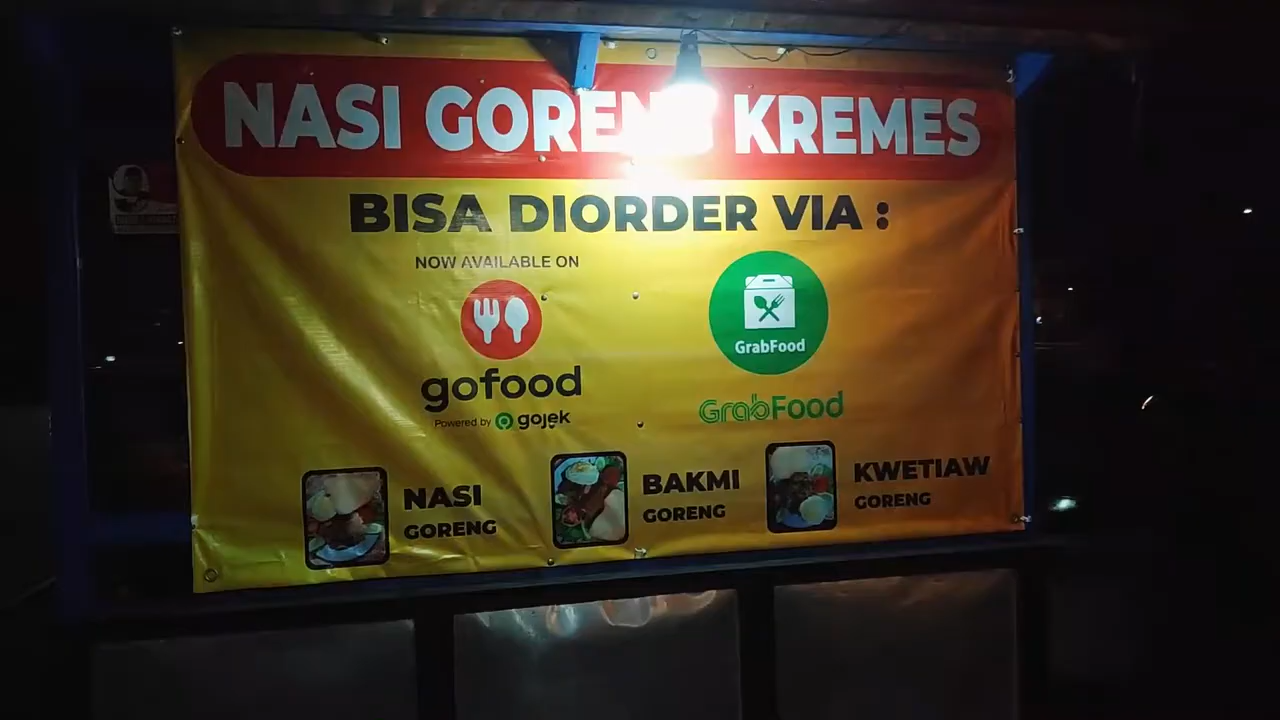 NASI GORENG KREMES
BISA DIORDER VIA :
NOW AVAILABLE ON
gofood
Powered by gojek
GrabFood
GrabFood
NASI
GORENG
BAKMI
GORENG
KWETIAW
GORENG